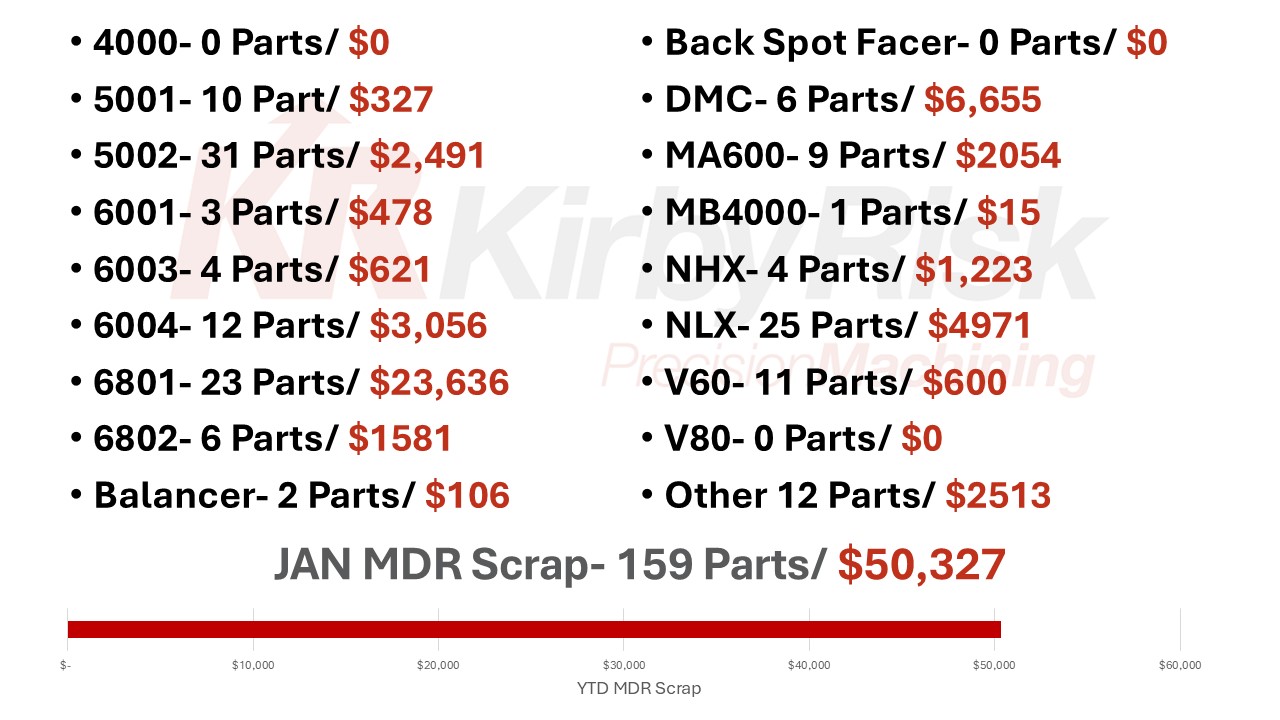 • 4000- 0 Parts/ $0
• 5001- 10 Part/ $327
• 5002- 31 Parts/ $2,491
• 6001- 3 Parts/ $478
• 6003- 4 Parts/ $621
• 6004- 12 Parts/ $3,056
• 6801- 23 Parts/ $23,636
• 6802- 6 Parts/ $1581
• Balancer- 2 Parts/ $106
• Back Spot Facer- 0 Parts/ $0
• DMC- 6 Parts/ $6,655
• MA600- 9 Parts/ $2054
• MB4000- 1 Parts/ $15
• NHX- 4 Parts/ $1,223
• NLX- 25 Parts/ $4971
• V60- 11 Parts/ $600
• V80- 0 Parts/ $0
• Other 12 Parts/ $2513
KR KirbyRisk
PrecisionMachining
JAN MDR Scrap- 159 Parts/ $50,327
$- $10,000 $20,000 $30,000 $40,000 $50,000 $60,000
YTD MDR Scrap